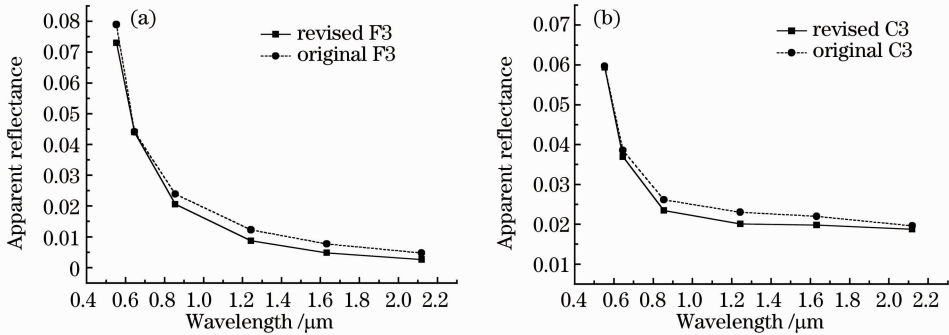 (a)
revised F3
original F3
0.08
0.07
0.06
0.05
0.04
0.03
0.02
0.01
0
Apparent reflectance
0.4 0.6 0.8 1.0 1.2 1.4 1.6 1.8 2.0 2.2
Wavelength /μm
(b)
revised C3
original C3
0.07
0.06
0.05
0.04
0.03
0.02
0.01
Apparent reflectance
0.4 0.6 0.8 1.0 1.2 1.4 1.6 1.8 2.0 2.2
Wavelength /μm